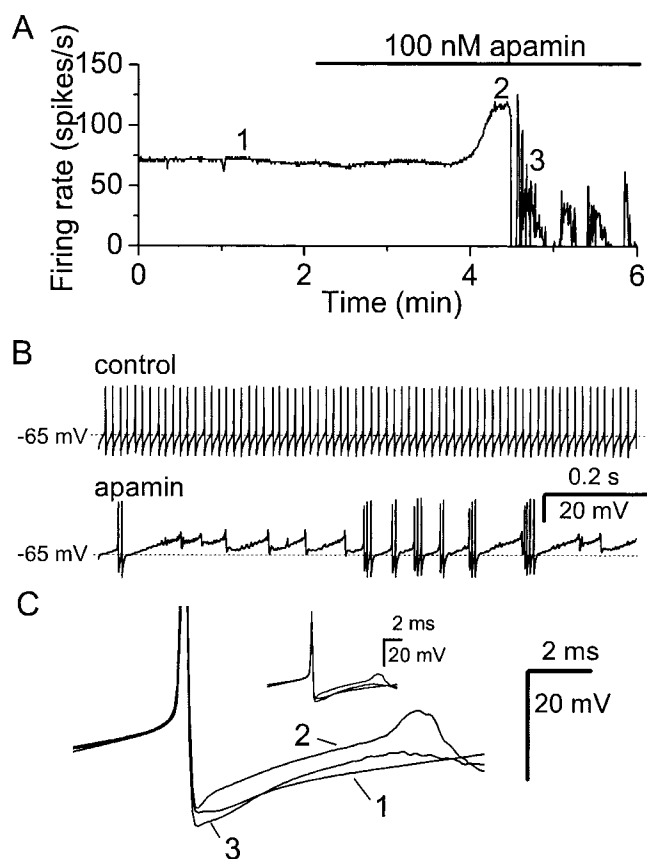 A
100 nM apamin
Firing rate (spikes/s)
150
100
50
0
1
2
3
0
2
4
6
Time (min)
B
control
-65 mV
apamin
0.2 s
20 mV
-65 mV
C
2 ms
20 mV
2 ms
20 mV
2
1
3